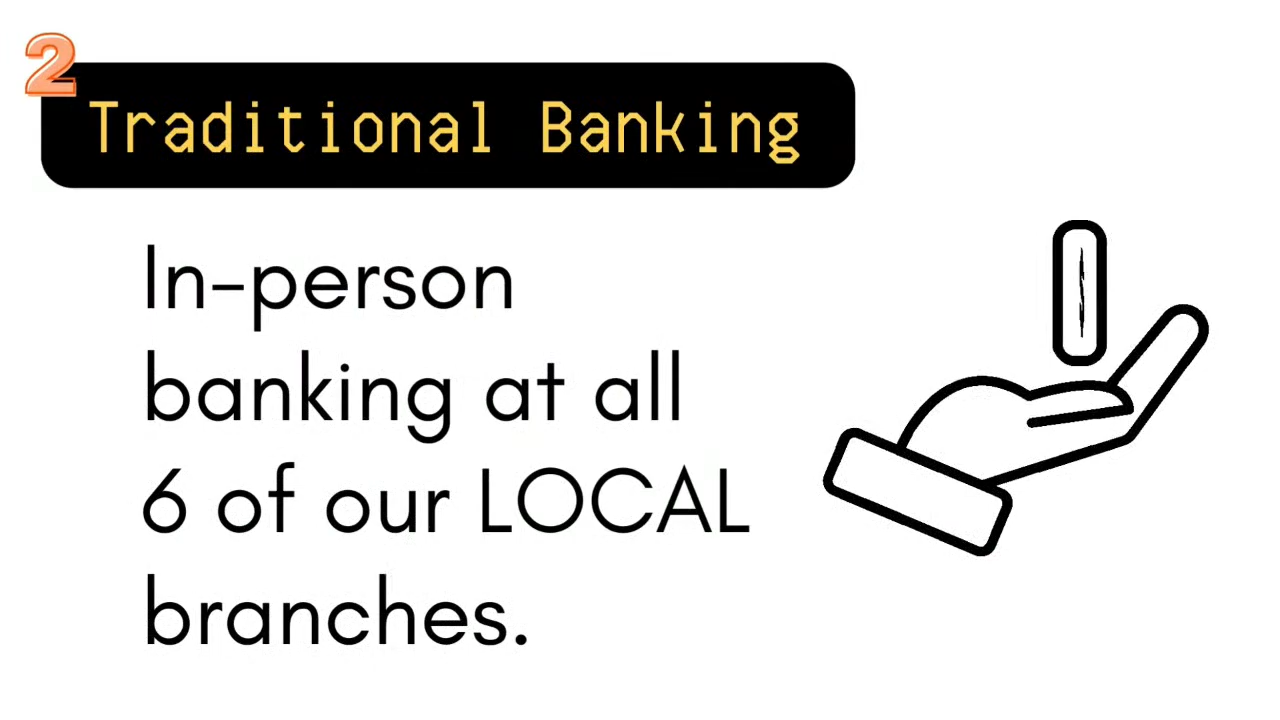 2
Traditional Banking
In-person
banking at all
6 of our LOCAL
branches.